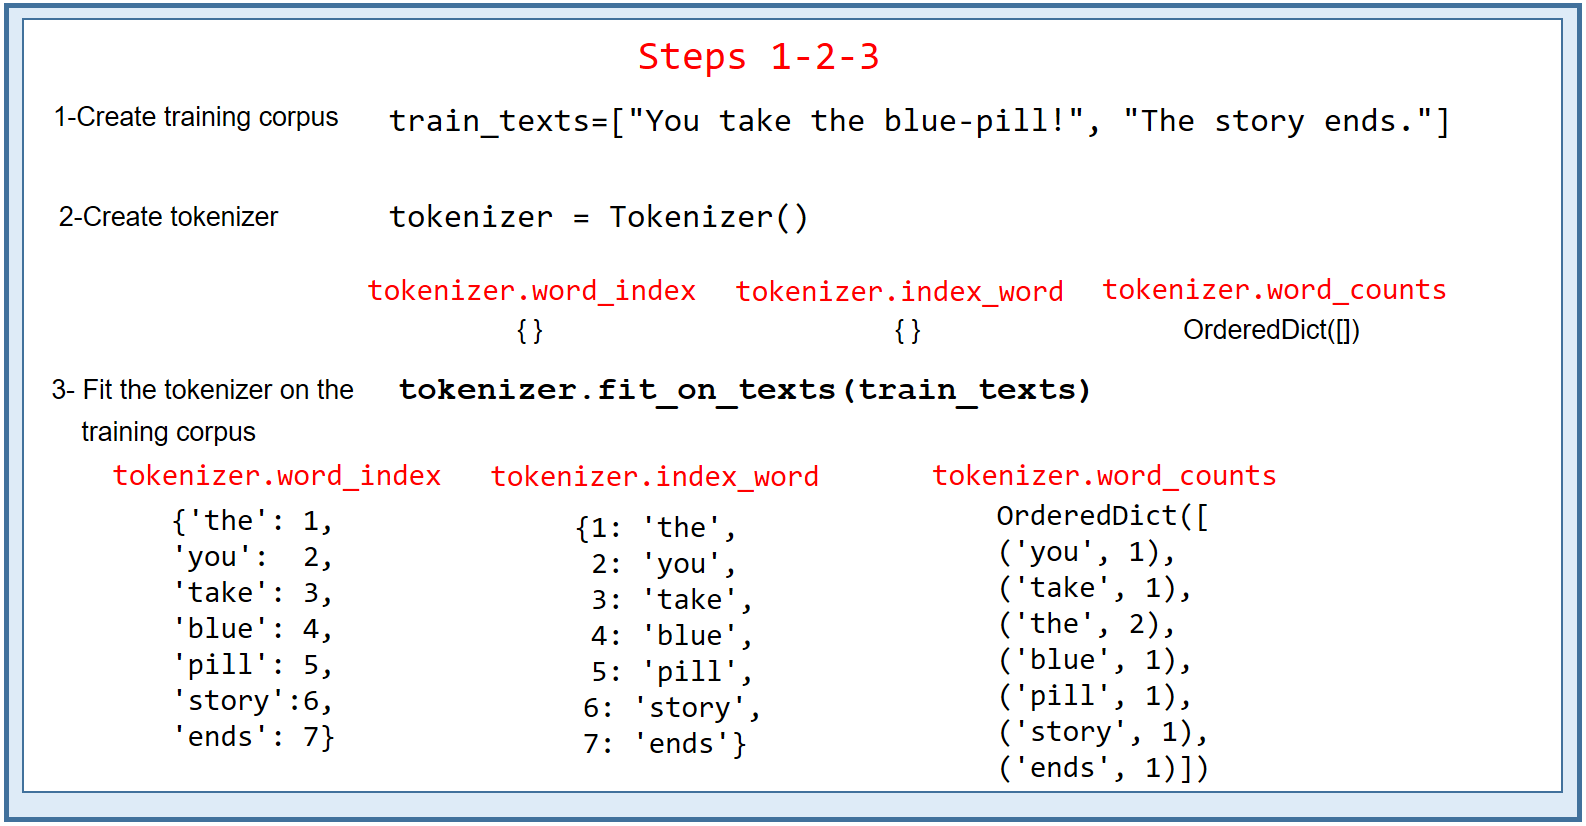 Steps 1-2-3
1-Create training corpus train_texts=["You take the blue-pill!", "The story ends."]
2-Create tokenizer tokenizer = Tokenizer()
tokenizer.word_index tokenizer.index_word tokenizer.word_counts
{ } { } OrderedDict([])
3- Fit the tokenizer on the tokenizer.fit_on_texts(train_texts)
training corpus
tokenizer.word_index
{'the': 1,
'you': 2,
'take': 3,
'blue': 4,
'pill': 5,
'story':6,
'ends': 7}
tokenizer.index_word
{1: 'the',
2: 'you',
3: 'take',
4: 'blue',
5: 'pill',
6: 'story',
7: 'ends'}
tokenizer.word_counts
OrderedDict([
('you', 1),
('take', 1),
('the', 2),
('blue', 1),
('pill', 1),
('story', 1),
('ends', 1)])